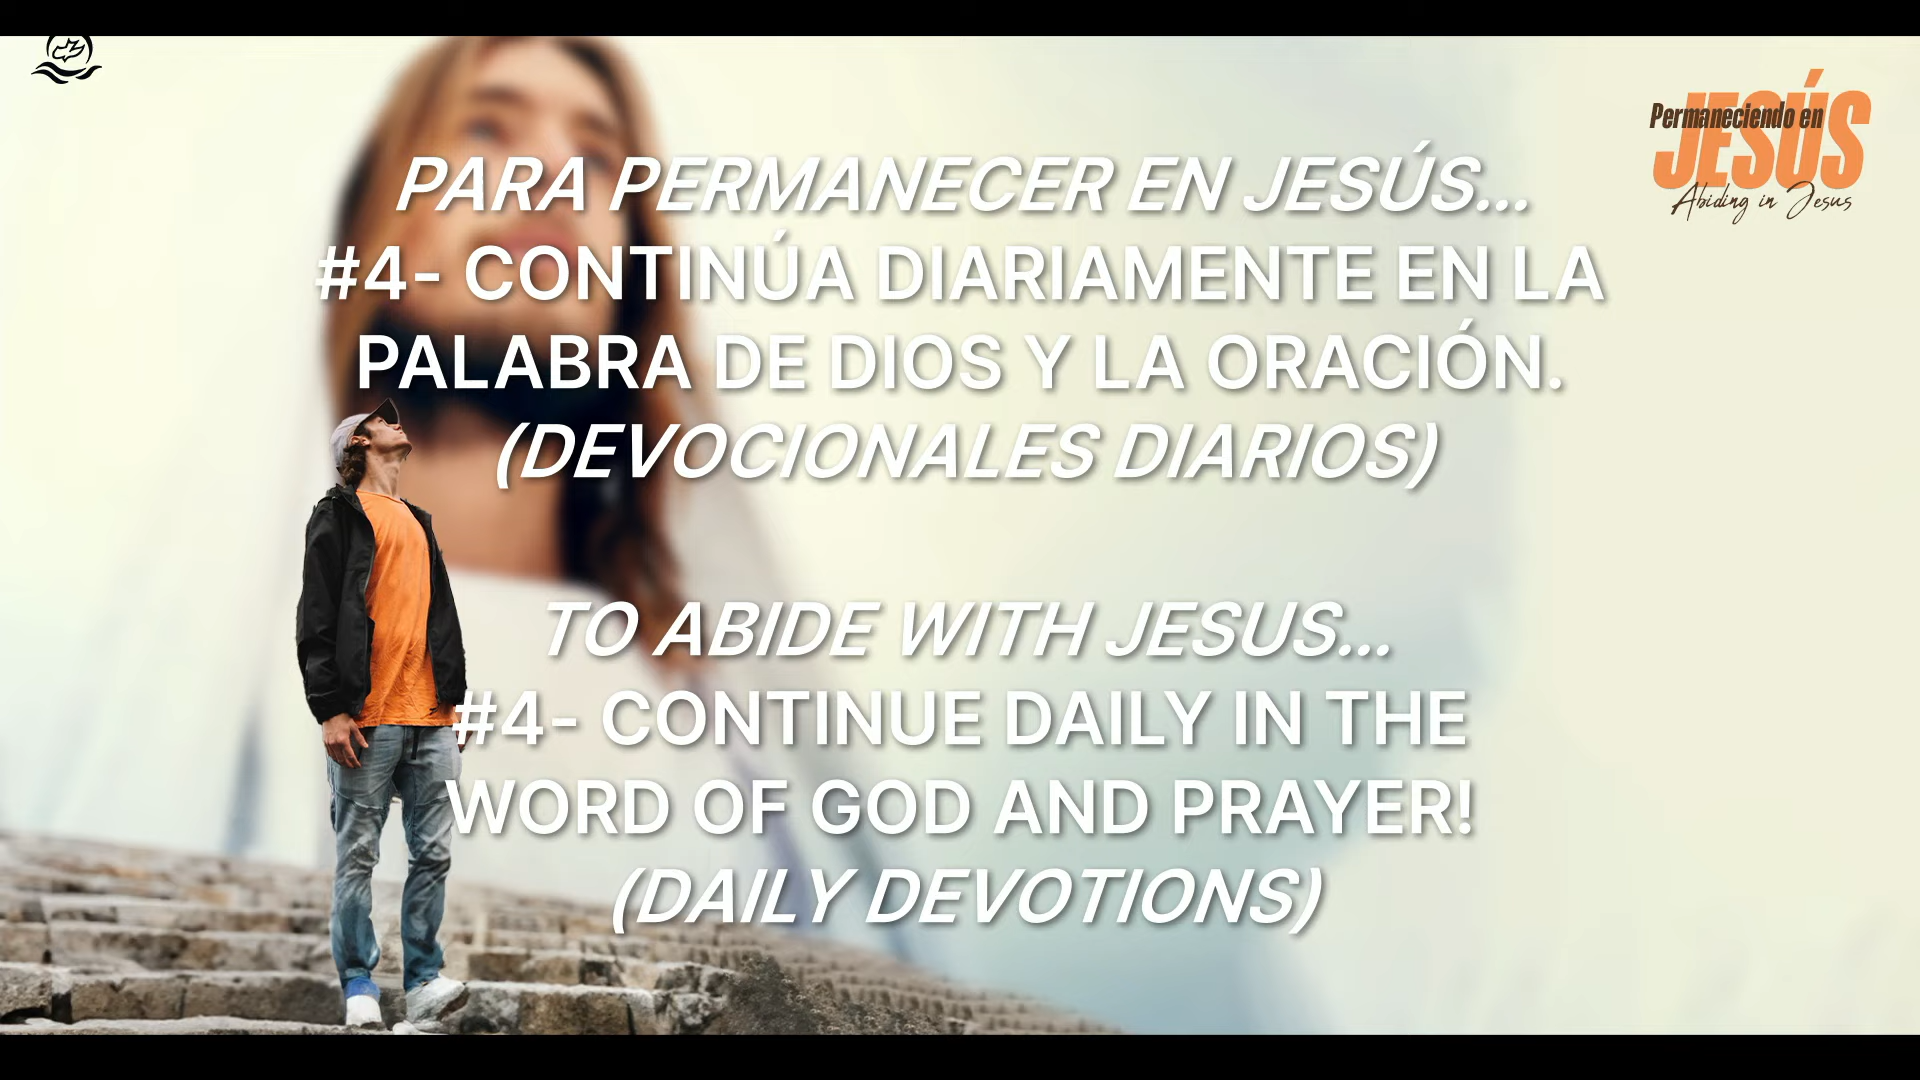 Permaneciendo en
JESÚS
Abiding in Jesus
PARA PERMANECER EN JESÚS...
#4- CONTINÚA DIARIAMENTE EN LA
PALABRA DE DIOS Y LA ORACIÓN.
(DEVOCIONALES DIARIOS)
TO ABIDE WITH JESUS...
#4- CONTINUE DAILY IN THE
WORD OF GOD AND PRAYER!
(DAILY DEVOTIONS)